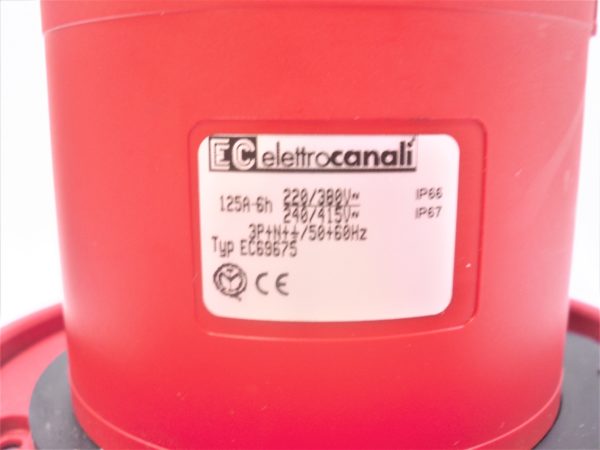 EC elettrocanali
125A-6h 220/380V~ IP66
240/415V~ IP67
3P+N+⏚/50+60Hz
Typ EC69675
CE